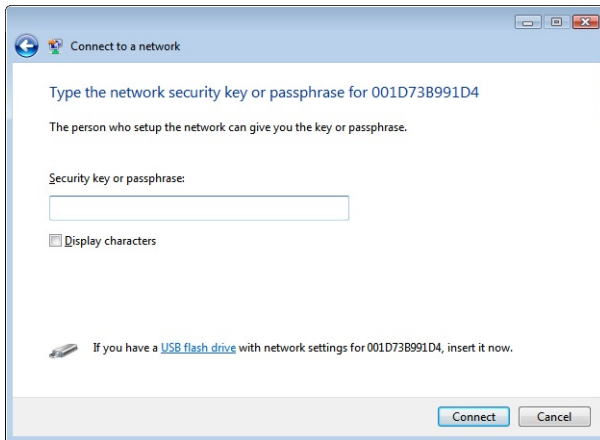 Connect to a network
Type the network security key or passphrase for 001D73B991D4
The person who setup the network can give you the key or passphrase.
Security key or passphrase:
Display characters
If you have a USB flash drive with network settings for 001D73B991D4, insert it now.
Connect Cancel